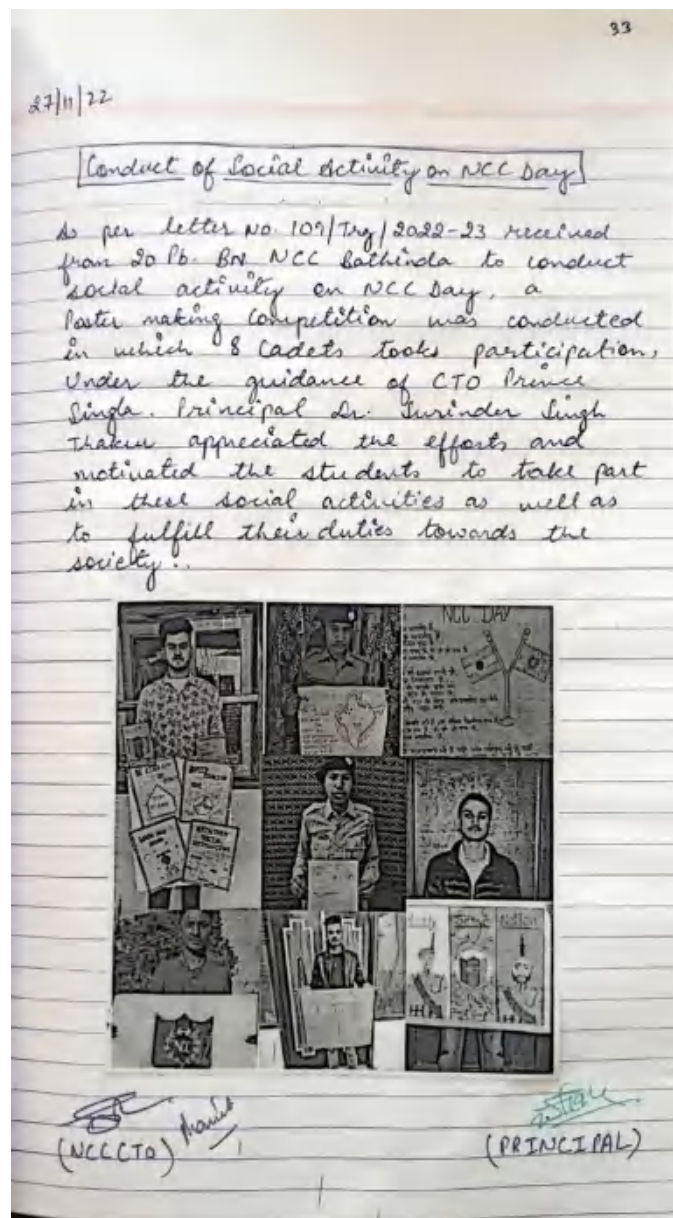 33
27/11/22
Conduct of Social Activity on NCC Day
As per letter No. 109/Trg/2022-23 received
from 20 Pb. BN NCC Bathinda to conduct
social activity on NCC Day, a
Poster making Competition was conducted
in which 8 Cadets tooks participation,
Under the guidance of CTO Prince
Singla. Principal Dr. Surinder Singh
Thakur appreciated the efforts and
motivated the students to take part
in these social activities as well as
to fulfill their duties towards the
society..
NCC DAY
NCC
(NCC CTO)
(PRINCIPAL)